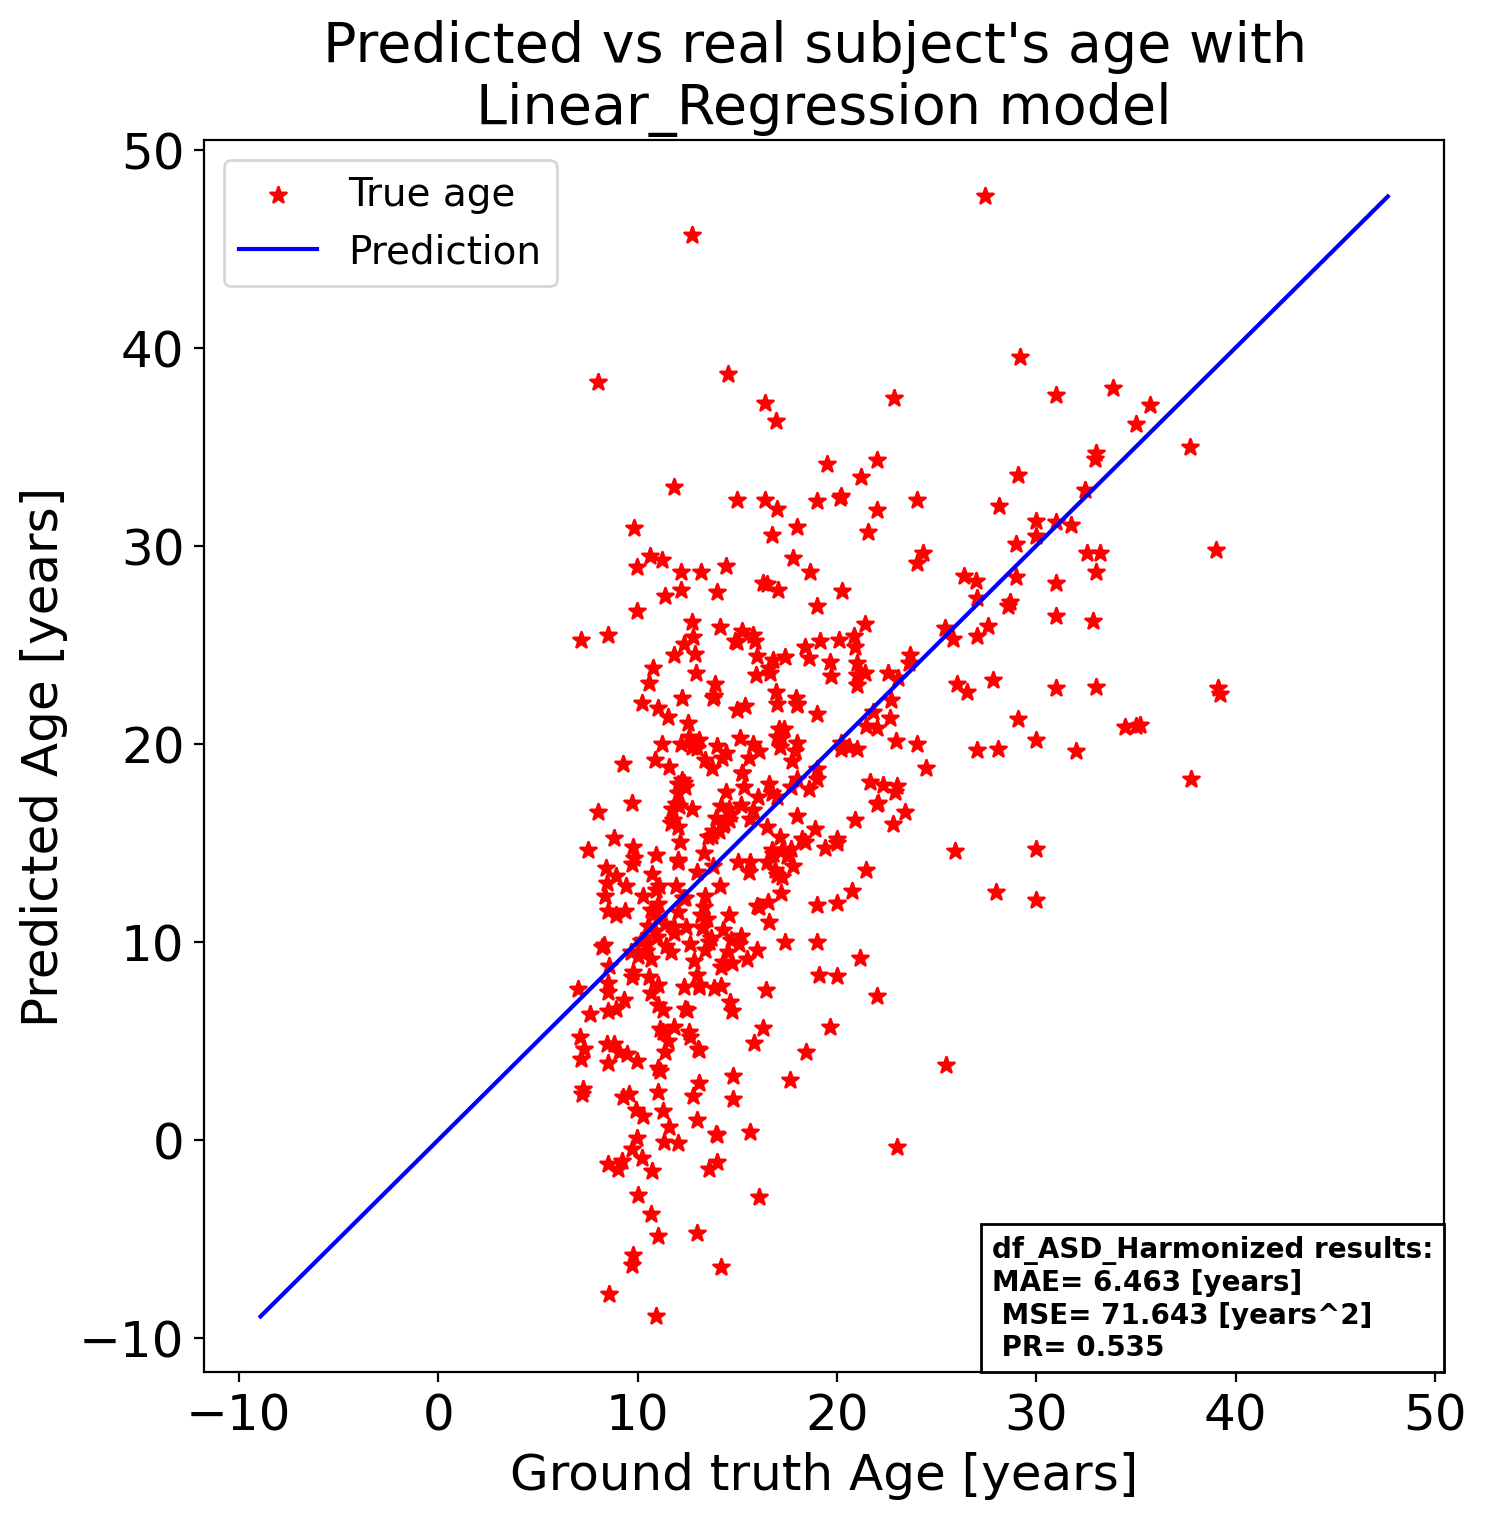 Predicted vs real subject's age with
Linear_Regression model
True age
Prediction
Predicted Age [years]
50
40
30
20
10
0
−10
df_ASD_Harmonized results:
MAE= 6.463 [years]
MSE= 71.643 [years^2]
PR= 0.535
−10 0 10 20 30 40 50
Ground truth Age [years]